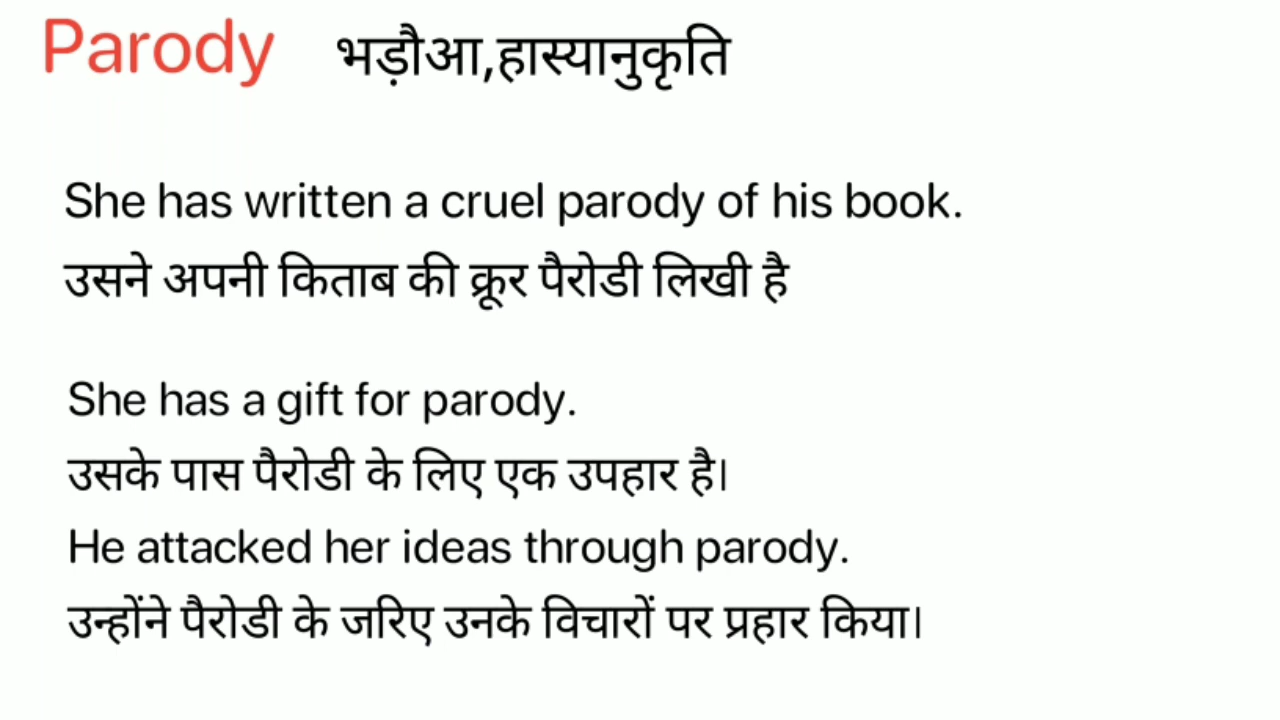 Parody भड़ौआ,हास्यानुकृति
She has written a cruel parody of his book.
उसने अपनी किताब की क्रूर पैरोडी लिखी है
She has a gift for parody.
उसके पास पैरोडी के लिए एक उपहार है।
He attacked her ideas through parody.
उन्होंने पैरोडी के जरिए उनके विचारों पर प्रहार किया।